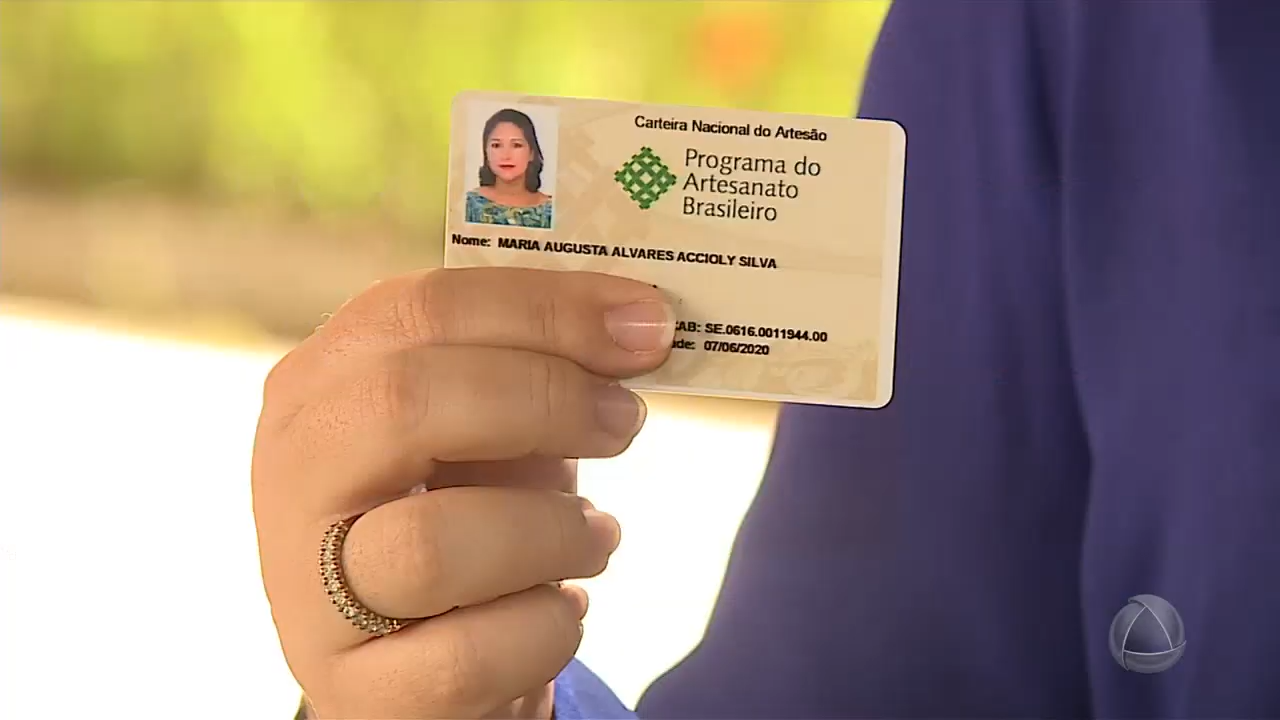 Carteira Nacional do Artesão
Programa do
Artesanato
Brasileiro
Nome: MARIA AUGUSTA ALVARES ACCIOLY SILVA
CAB: SE.0616.0011944.00
07/06/2020